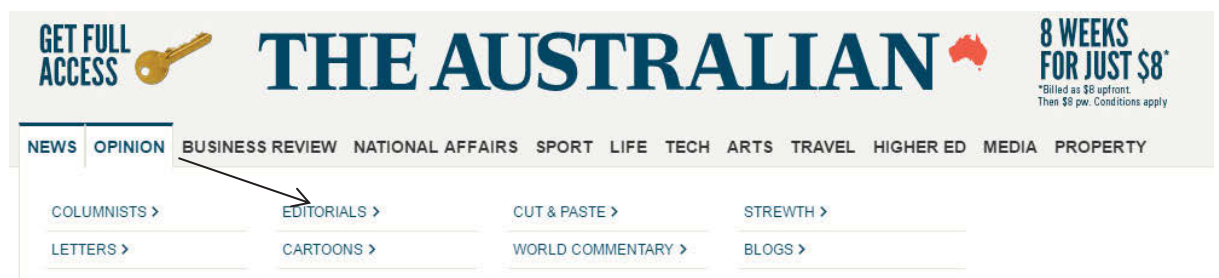 GET FULL
ACCESS
THE AUSTRALIAN
8 WEEKS
FOR JUST $8*
*Billed as $8 upfront.
Then $8 pw. Conditions apply
NEWS OPINION BUSINESS REVIEW NATIONAL AFFAIRS SPORT LIFE TECH ARTS TRAVEL HIGHER ED MEDIA PROPERTY
COLUMNISTS > EDITORIALS > CUT & PASTE > STREWTH >
LETTERS > CARTOONS > WORLD COMMENTARY > BLOGS >